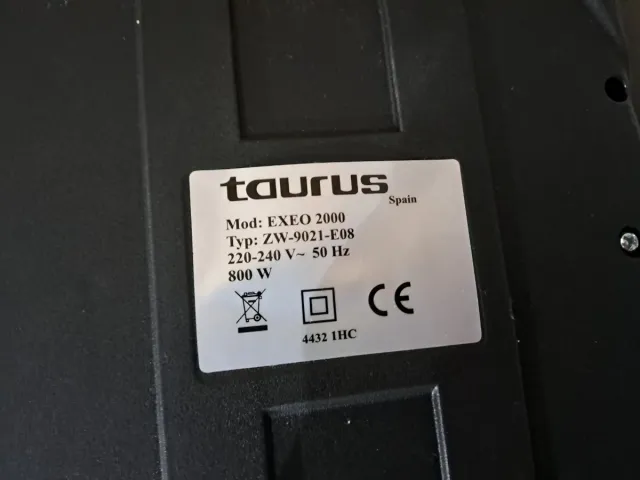 taurus
Spain
Mod: EXEO 2000
Typ: ZW-9021-E08
220-240 V~ 50 Hz
800 W
CE
4432 1HC